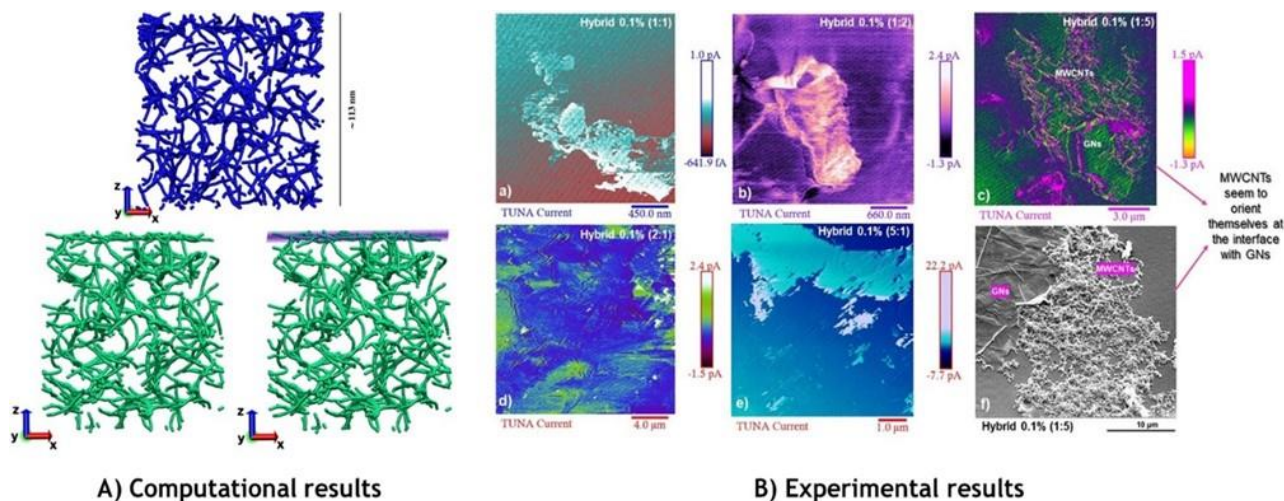 ~ 113 nm
z
y
x
z
y
x
z
y
x
A) Computational results
Hybrid 0.1% (1:1)
a)
TUNA Current
450.0 nm
1.0 pA
-641.9 fA
Hybrid 0.1% (1:2)
b)
TUNA Current
660.0 nm
2.4 pA
-1.3 pA
Hybrid 0.1% (1:5)
MWCNTs
GNs
c)
TUNA Current
3.0 µm
1.5 pA
-1.3 pA
MWCNTs
seem to
orient
themselves at
the interface
with GNs
Hybrid 0.1% (2:1)
d)
TUNA Current
4.0 µm
2.4 pA
-1.5 pA
Hybrid 0.1% (5:1)
e)
TUNA Current
1.0 µm
22.2 pA
-7.7 pA
GNs
MWCNTs
f)
Hybrid 0.1% (1:5)
10 µm
B) Experimental results